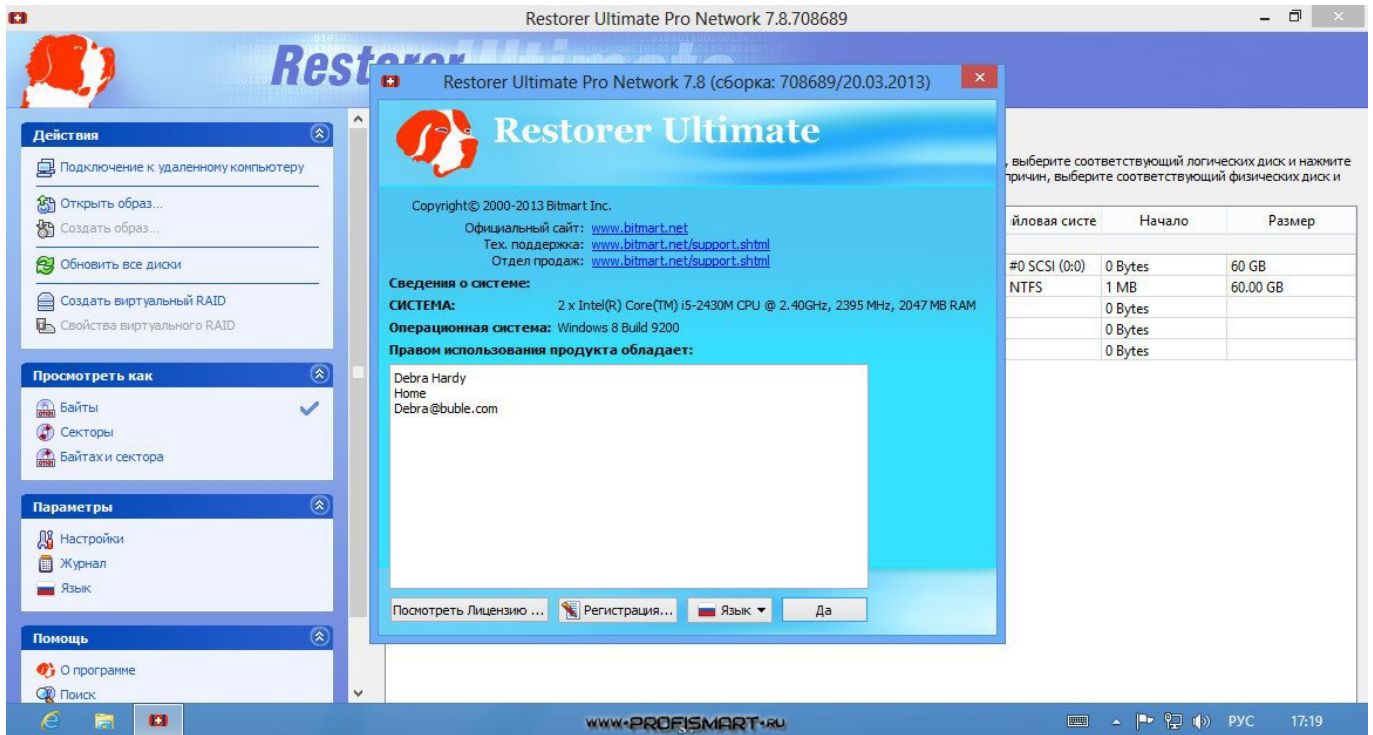 Restorer Ultimate Pro Network 7.8.708689
Restorer Ultimate
Restorer Ultimate Pro Network 7.8 (сборка: 708689/20.03.2013)
Restorer Ultimate
Действия
Подключение к удаленному компьютеру
Открыть образ...
Создать образ...
Обновить все диски
Создать виртуальный RAID
Свойства виртуального RAID
Просмотреть как
Байты
Секторы
Байтах и сектора
Параметры
Настройки
Журнал
Язык
Помощь
О программе
Поиск
Copyright© 2000-2013 Bitmart Inc.
Официальный сайт: www.bitmart.net
Тех. поддержка: www.bitmart.net/support.shtml
Отдел продаж: www.bitmart.net/support.shtml
Сведения о системе:
СИСТЕМА: 2 x Intel(R) Core(TM) i5-2430M CPU @ 2.40GHz, 2395 MHz, 2047 MB RAM
Операционная система: Windows 8 Build 9200
Правом использования продукта обладает:
Debra Hardy
Home
Debra@buble.com
Посмотреть Лицензию ... Регистрация... Язык Да
, выберите соответствующий логических диск и нажмите
причин, выберите соответствующий физических диск и
йловая систе Начало Размер
#0 SCSI (0:0) 0 Bytes 60 GB
NTFS 1 MB 60.00 GB
0 Bytes
0 Bytes
0 Bytes
www.PROFISMART.RU
РУС 17:19